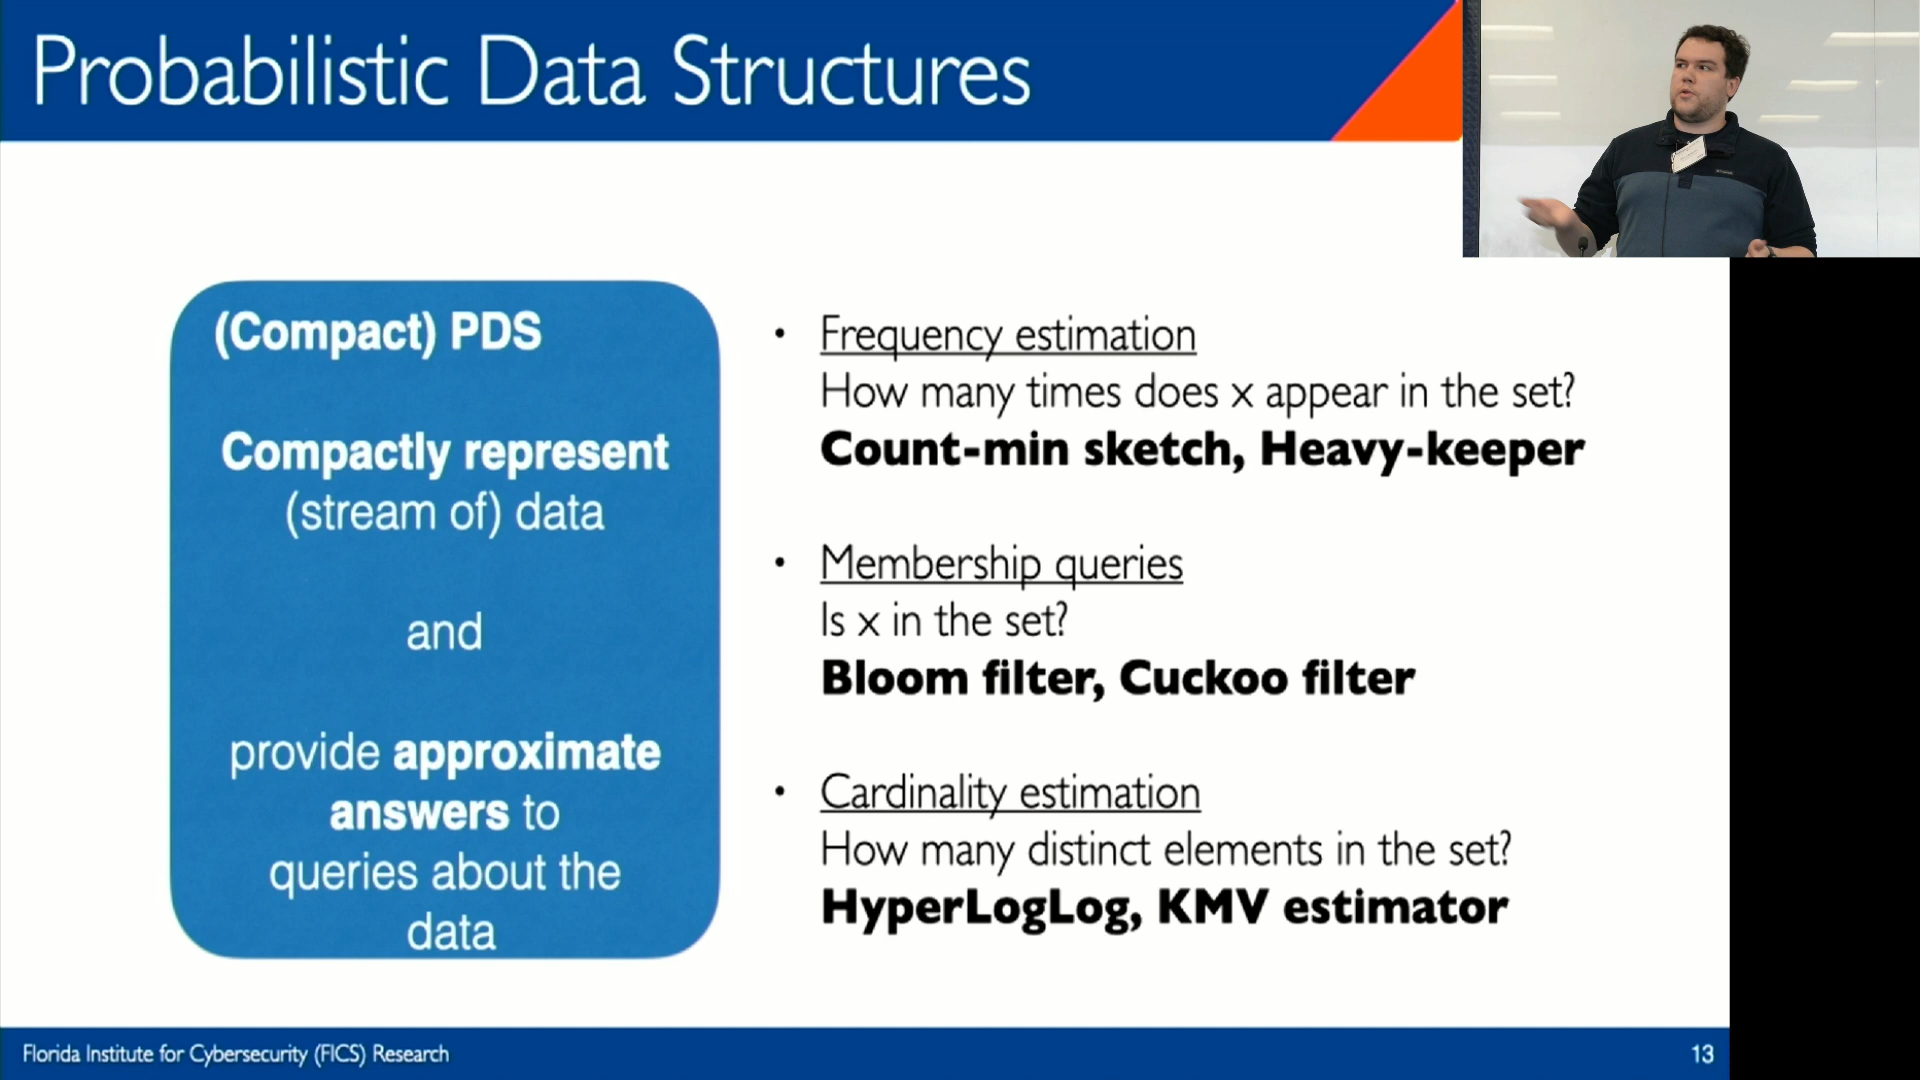 Probabilistic Data Structures
(Compact) PDS
Compactly represent
(stream of) data
and
provide approximate
answers to
queries about the
data
• Frequency estimation
How many times does x appear in the set?
Count-min sketch, Heavy-keeper
• Membership queries
Is x in the set?
Bloom filter, Cuckoo filter
• Cardinality estimation
How many distinct elements in the set?
HyperLogLog, KMV estimator
Florida Institute for Cybersecurity (FICS) Research
13